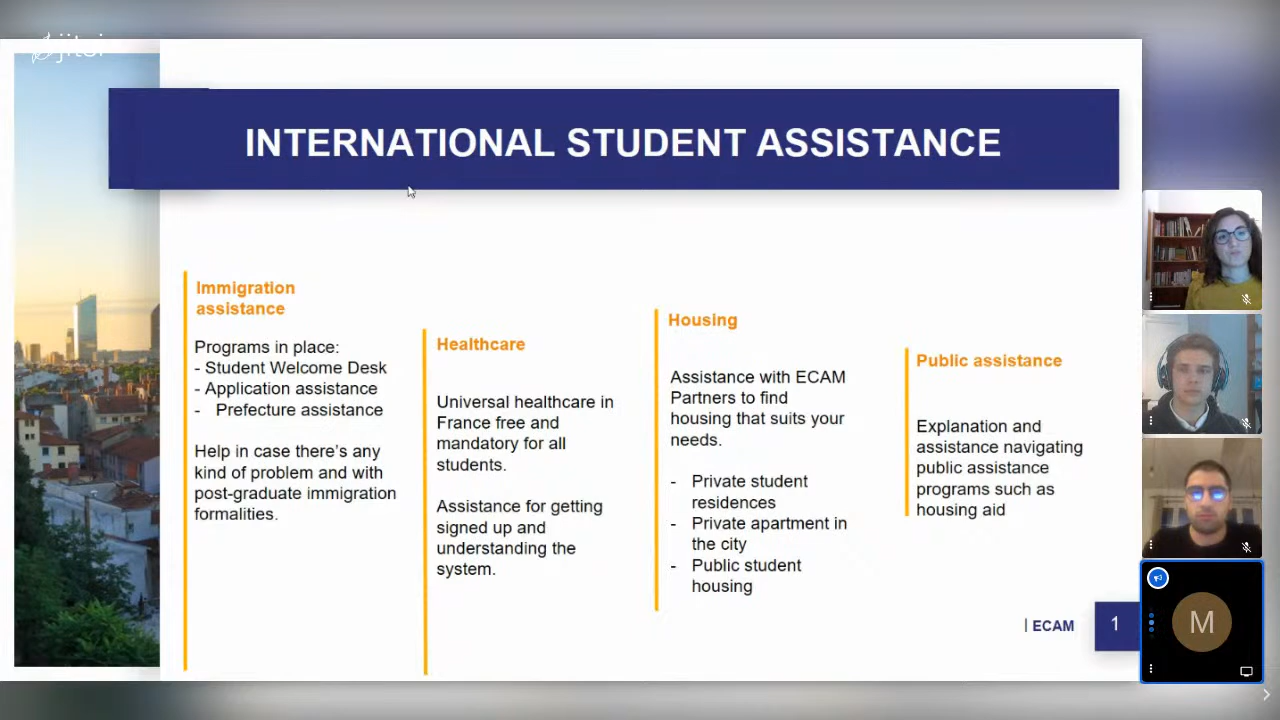 jitsi
INTERNATIONAL STUDENT ASSISTANCE
Immigration
assistance
Programs in place:
- Student Welcome Desk
- Application assistance
- Prefecture assistance
Help in case there's any
kind of problem and with
post-graduate immigration
formalities.
Healthcare
Universal healthcare in
France free and
mandatory for all
students.
Assistance for getting
signed up and
understanding the
system.
Housing
Assistance with ECAM
Partners to find
housing that suits your
needs.
- Private student
residences
- Private apartment in
the city
- Public student
housing
Public assistance
Explanation and
assistance navigating
public assistance
programs such as
housing aid
| ECAM
1
M